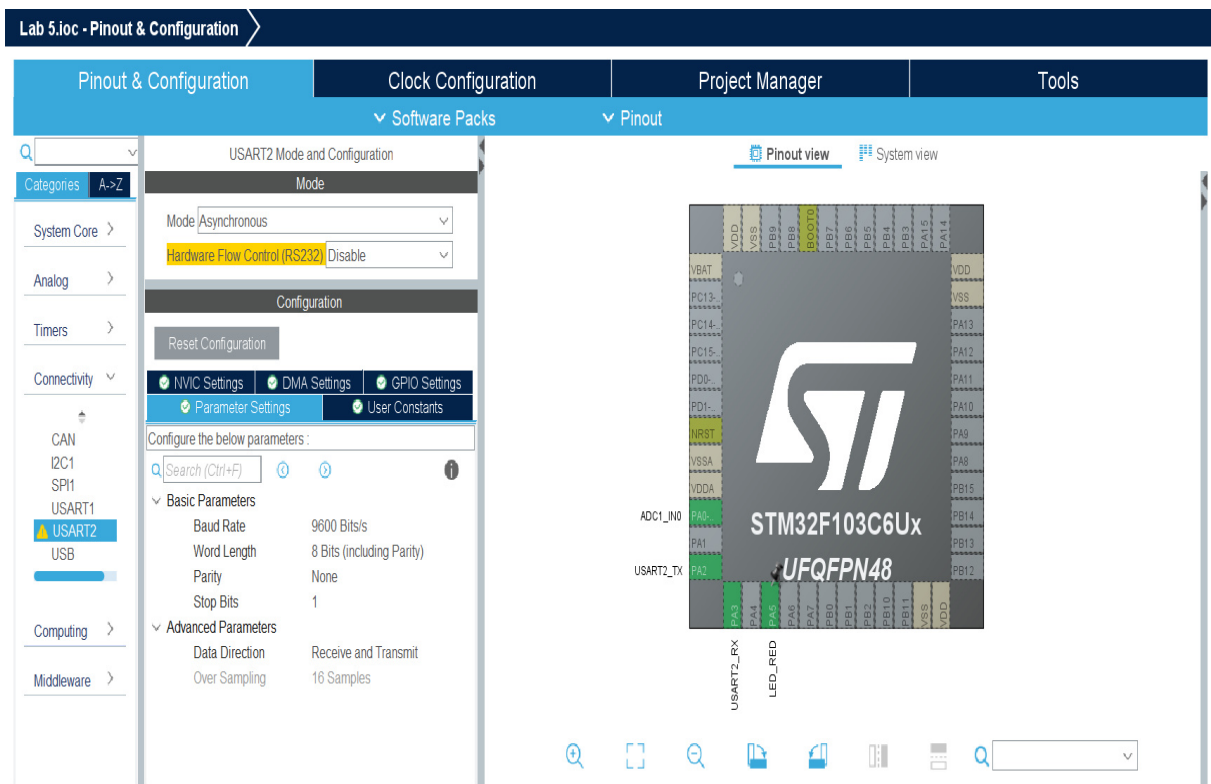 Lab 5.ioc - Pinout & Configuration
Pinout & Configuration
Clock Configuration
Project Manager
Tools
Software Packs
Pinout
Categories
A->Z
System Core
Analog
Timers
Connectivity
CAN
I2C1
SPI1
USART1
USART2
USB
Computing
Middleware
USART2 Mode and Configuration
Mode
Mode Asynchronous
Hardware Flow Control (RS232) Disable
Configuration
Reset Configuration
NVIC Settings
DMA Settings
GPIO Settings
Parameter Settings
User Constants
Configure the below parameters :
Search (Ctrl+F)
Basic Parameters
Baud Rate 9600 Bits/s
Word Length 8 Bits (including Parity)
Parity None
Stop Bits 1
Advanced Parameters
Data Direction Receive and Transmit
Over Sampling 16 Samples
Pinout view
System view
VDD
VSS
PB9
PB8
BOOT0
PB7
PB6
PB5
PB4
PB3
PA15
PA14
VBAT
PC13-..
PC14-..
PC15-..
PD0-..
PD1-..
NRST
VSSA
VDDA
ADC1_IN0 PA0-..
PA1
USART2_TX PA2
VDD
VSS
PA13
PA12
PA11
PA10
PA9
PA8
PB15
PB14
PB13
PB12
STM32F103C6Ux
UFQFPN48
PA3
PA4
PA5
PA6
PA7
PB0
PB1
PB2
PB10
PB11
VSS
VDD
USART2_RX
LED_RED